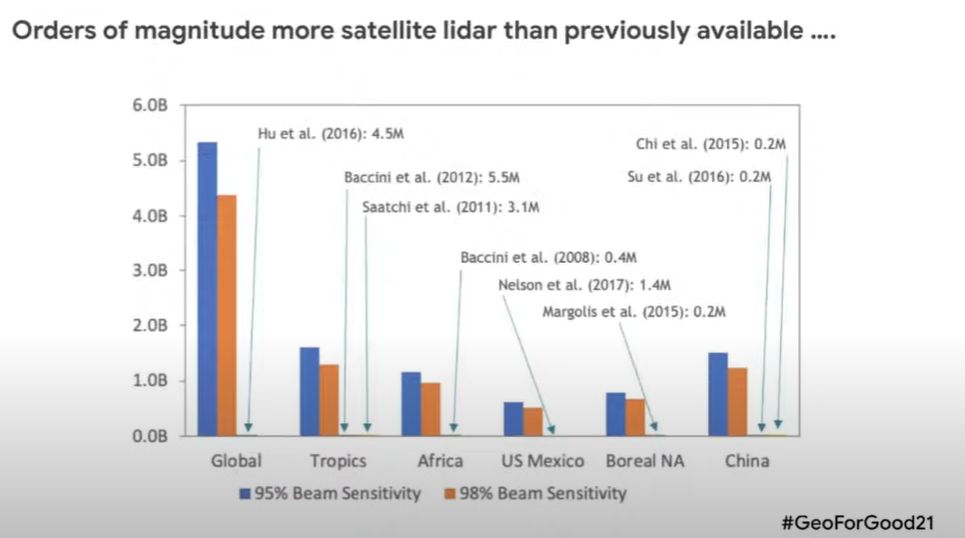 Orders of magnitude more satellite lidar than previously available ....
6.0B
5.0B
4.0B
3.0B
2.0B
1.0B
0.0B
Hu et al. (2016): 4.5M
Baccini et al. (2012): 5.5M
Saatchi et al. (2011): 3.1M
Baccini et al. (2008): 0.4M
Nelson et al. (2017): 1.4M
Margolis et al. (2015): 0.2M
Chi et al. (2015): 0.2M
Su et al. (2016): 0.2M
Global Tropics Africa US Mexico Boreal NA China
95% Beam Sensitivity 98% Beam Sensitivity
#GeoForGood21